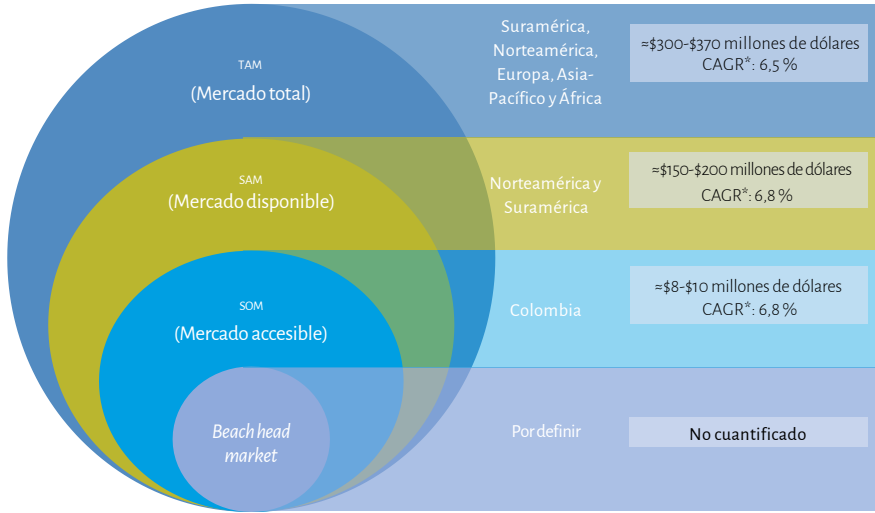 TAM
(Mercado total)
Suramérica,
Norteamérica,
Europa, Asia-
Pacífico y África
≈$300-$370 millones de dólares
CAGR*: 6,5 %
SAM
(Mercado disponible)
Norteamérica y
Suramérica
≈$150-$200 millones de dólares
CAGR*: 6,8 %
SOM
(Mercado accesible)
Colombia
≈$8-$10 millones de dólares
CAGR*: 6,8 %
Beach head
market
Por definir
No cuantificado